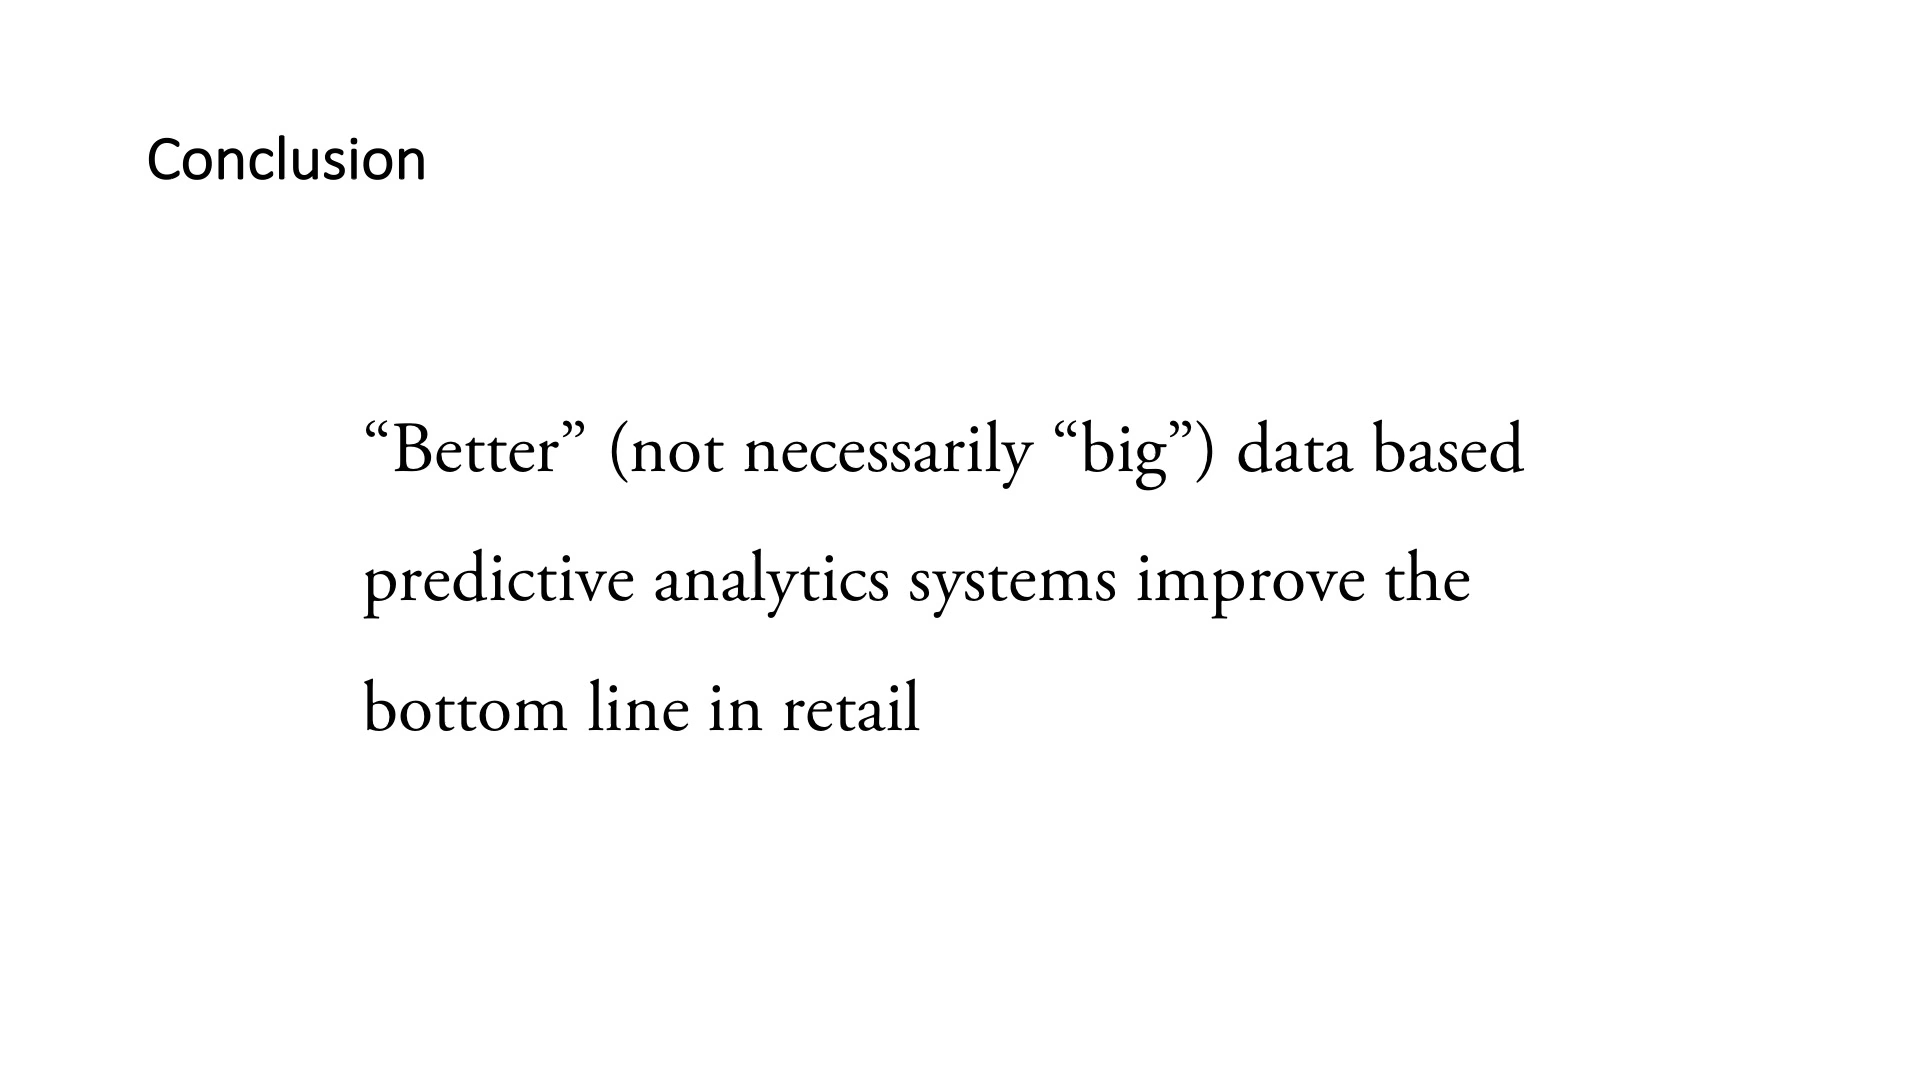 Conclusion
“Better” (not necessarily “big”) data based
predictive analytics systems improve the
bottom line in retail